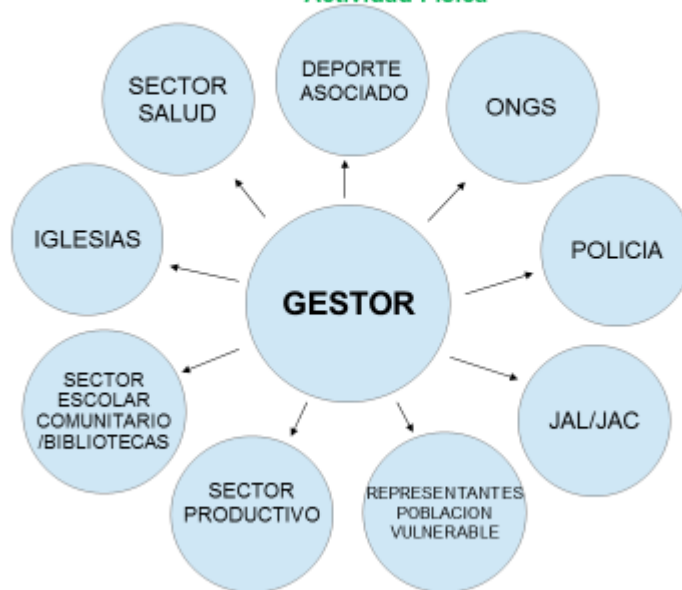 DEPORTE
ASOCIADO
SECTOR
SALUD
ONGS
IGLESIAS
POLICIA
GESTOR
SECTOR
ESCOLAR
COMUNITARIO
/BIBLIOTECAS
JAL/JAC
SECTOR
PRODUCTIVO
REPRESENTANTES
POBLACION
VULNERABLE